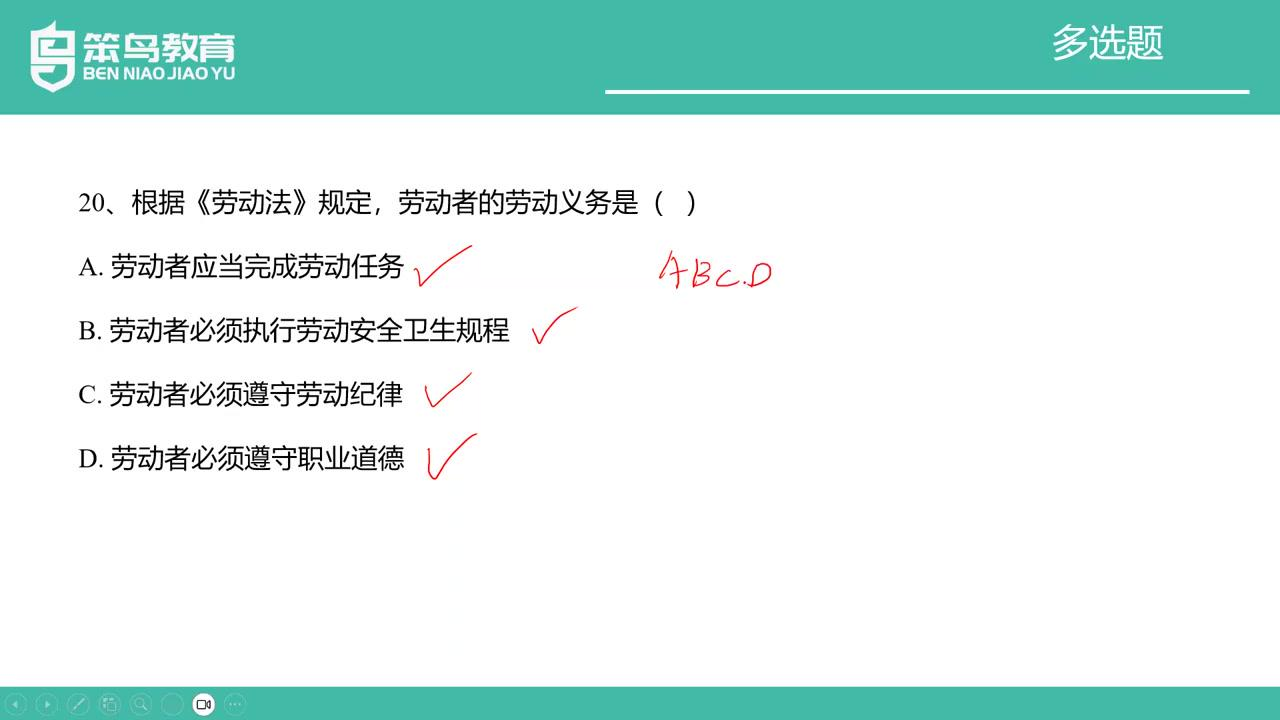 笨鸟教育
BEN NIAO JIAO YU
多选题
20、根据《劳动法》规定，劳动者的劳动义务是（ ）
A. 劳动者应当完成劳动任务
ABC.D
B. 劳动者必须执行劳动安全卫生规程
C. 劳动者必须遵守劳动纪律
D. 劳动者必须遵守职业道德